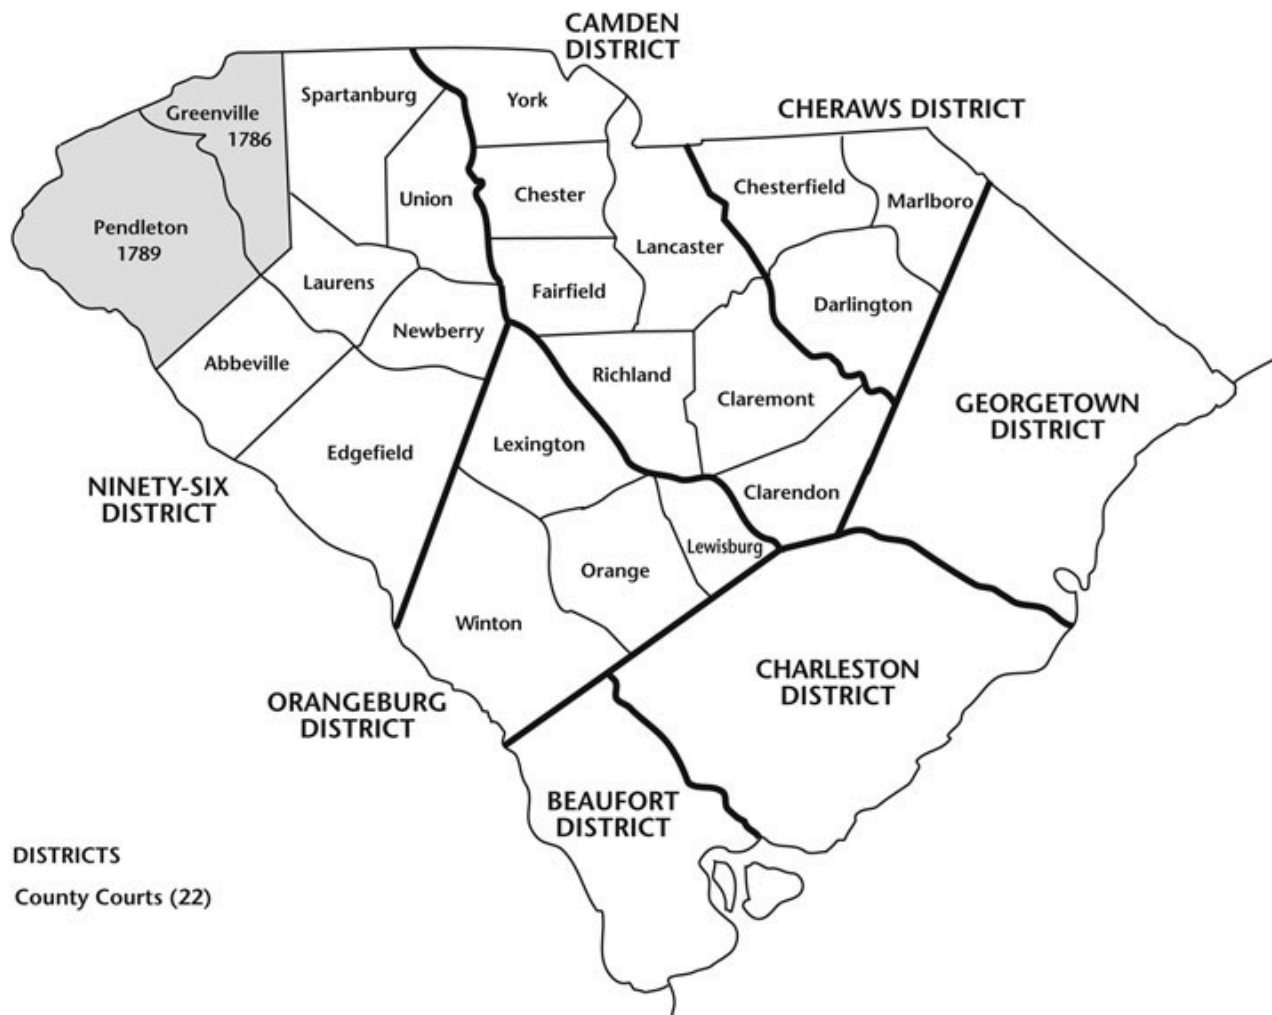 CAMDEN
DISTRICT
Spartanburg
York
Greenville
1786
CHERAWS DISTRICT
Union
Chester
Chesterfield
Marlboro
Pendleton
1789
Lancaster
Laurens
Fairfield
Darlington
Newberry
Abbeville
Richland
Claremont
GEORGETOWN
DISTRICT
Edgefield
Lexington
NINETY-SIX
DISTRICT
Clarendon
Lewisburg
Orange
Winton
CHARLESTON
DISTRICT
ORANGEBURG
DISTRICT
BEAUFORT
DISTRICT
DISTRICTS
County Courts (22)